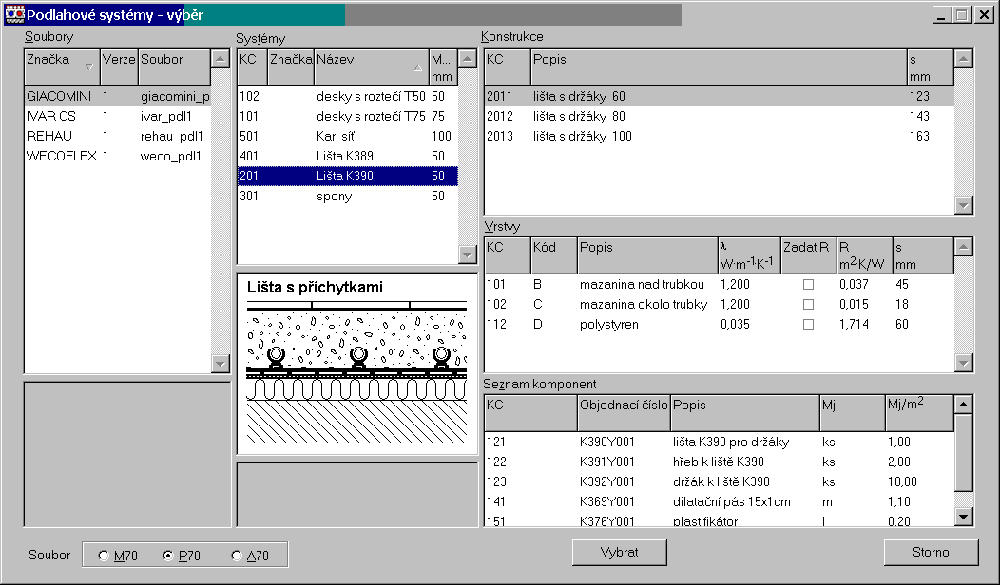 Podlahové systémy - výběr
Soubory
Značka Verze Soubor
GIACOMINI 1 giacomini_p
IVAR CS 1 ivar_pdl1
REHAU 1 rehau_pdl1
WECOFLEX 1 weco_pdl1
Systémy
KC Značka Název M... mm
102 desky s roztečí T50 50
101 desky s roztečí T75 75
501 Kari síť 100
401 Lišta K389 50
201 Lišta K390 50
301 spony 50
Lišta s příchytkami
Konstrukce
KC Popis s mm
2011 lišta s držáky 60 123
2012 lišta s držáky 80 143
2013 lišta s držáky 100 163
Vrstvy
KC Kód Popis λ W·m-1·K-1 Zadat R R m2·K/W s mm
101 B mazanina nad trubkou 1,200 0,037 45
102 C mazanina okolo trubky 1,200 0,015 18
112 D polystyren 0,035 1,714 60
Seznam komponent
KC Objednací číslo Popis Mj Mj/m2
121 K390Y001 lišta K390 pro držáky ks 1,00
122 K391Y001 hřeb k liště K390 ks 2,00
123 K392Y001 držák k liště K390 ks 10,00
141 K369Y001 dilatační pás 15x1cm m 1,10
151 K376Y001 plastifikátor l 0,20
Soubor M70 P70 A70
Vybrat
Storno